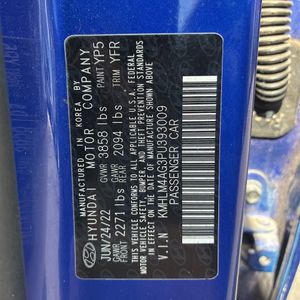 MANUFACTURED IN KOREA BY
HYUNDAI MOTOR COMPANY
JUN/24/22 GVWR 3858 lbs PAINT YP5
GAWR FRONT 2271 lbs GAWR 2094 lbs TRIM YFR
THIS VEHICLE CONFORMS TO ALL APPLICABLE U.S. FEDERAL
MOTOR VEHICLE SAFETY, BUMPER, AND THEFT PREVENTION
STANDARDS IN EFFECT ON THE DATE OF MANUFACTURE SHOWN ABOVE.
KMHLM4AG3PU393009
V.I.N PASSENGER CAR